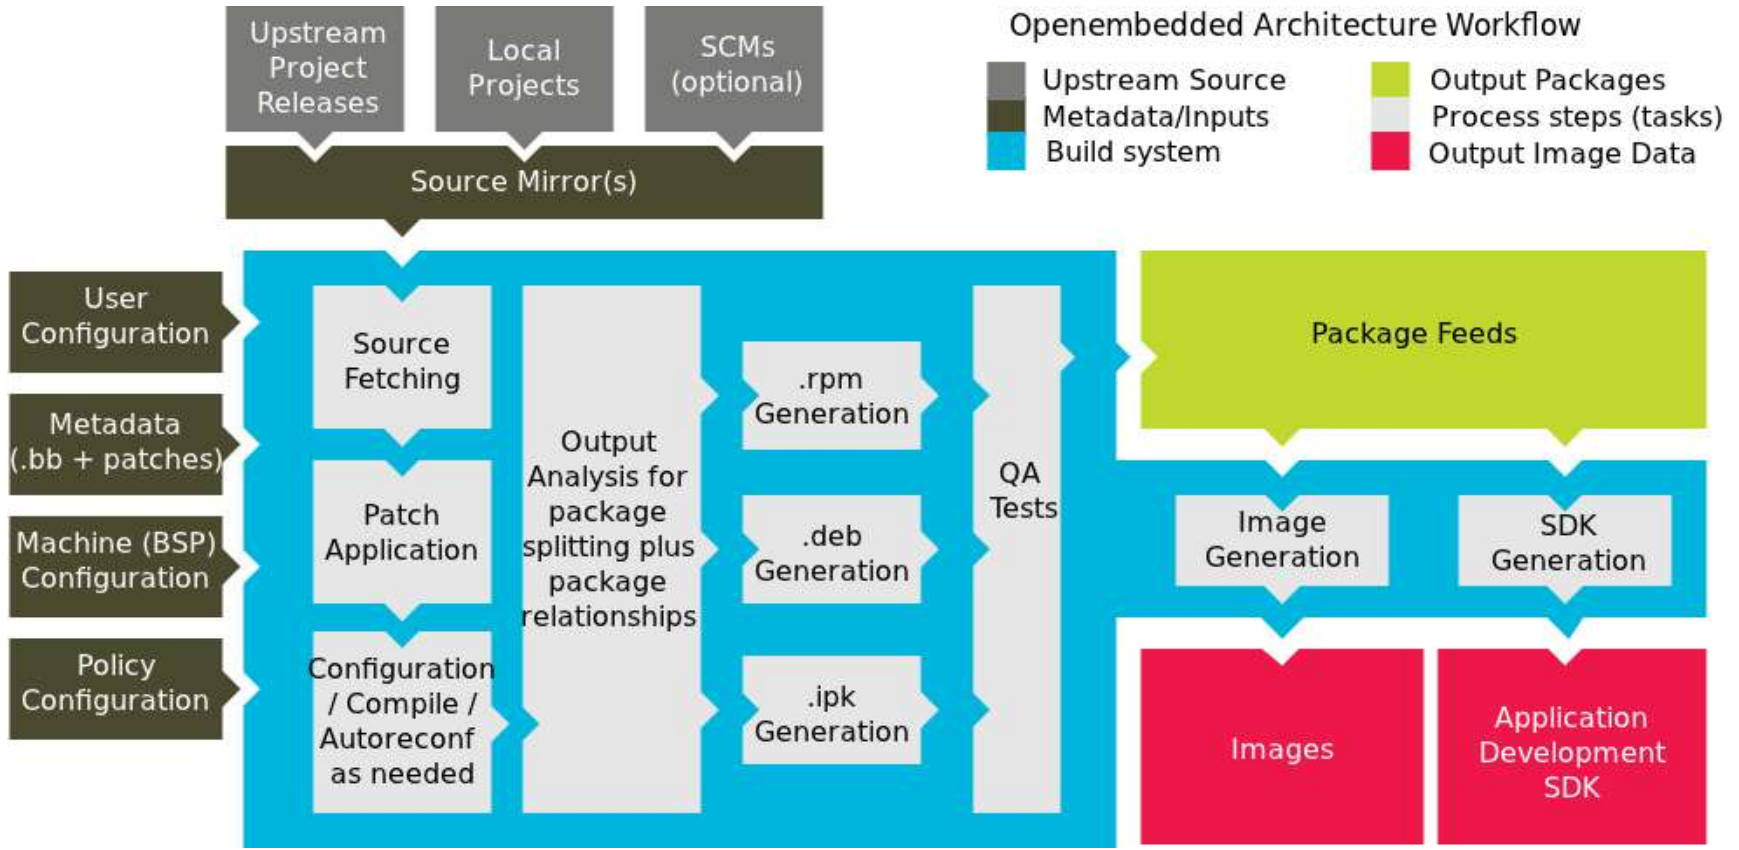 Upstream
Project
Releases
Local
Projects
SCMs
(optional)
Openembedded Architecture Workflow
Upstream Source
Metadata/Inputs
Build system
Output Packages
Process steps (tasks)
Output Image Data
Source Mirror(s)
User
Configuration
Metadata
(.bb + patches)
Machine (BSP)
Configuration
Policy
Configuration
Source
Fetching
Patch
Application
Configuration
/ Compile /
Autoreconf
as needed
Output
Analysis for
package
splitting plus
package
relationships
.rpm
Generation
.deb
Generation
.ipk
Generation
QA
Tests
Package Feeds
Image
Generation
SDK
Generation
Images
Application
Development
SDK